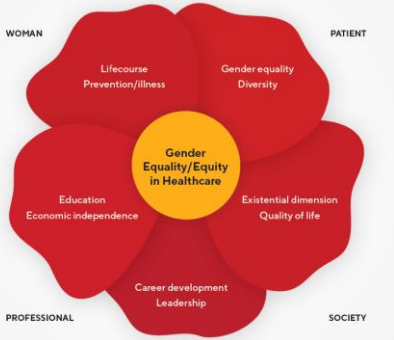 WOMAN
PATIENT
Lifecourse
Prevention/illness
Gender equality
Diversity
Gender
Equality/Equity
in Healthcare
Education
Economic independence
Existential dimension
Quality of life
Career development
Leadership
PROFESSIONAL
SOCIETY